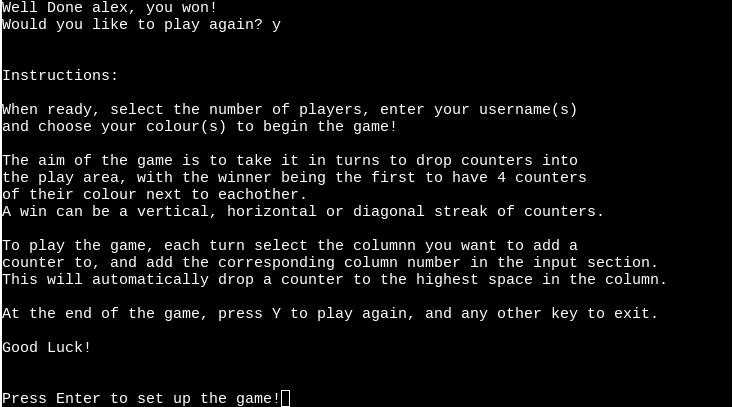 Well Done alex, you won!
Would you like to play again? y
Instructions:
When ready, select the number of players, enter your username(s)
and choose your colour(s) to begin the game!
The aim of the game is to take it in turns to drop counters into
the play area, with the winner being the first to have 4 counters
of their colour next to eachother.
A win can be a vertical, horizontal or diagonal streak of counters.
To play the game, each turn select the columnn you want to add a
counter to, and add the corresponding column number in the input section.
This will automatically drop a counter to the highest space in the column.
At the end of the game, press Y to play again, and any other key to exit.
Good Luck!
Press Enter to set up the game!